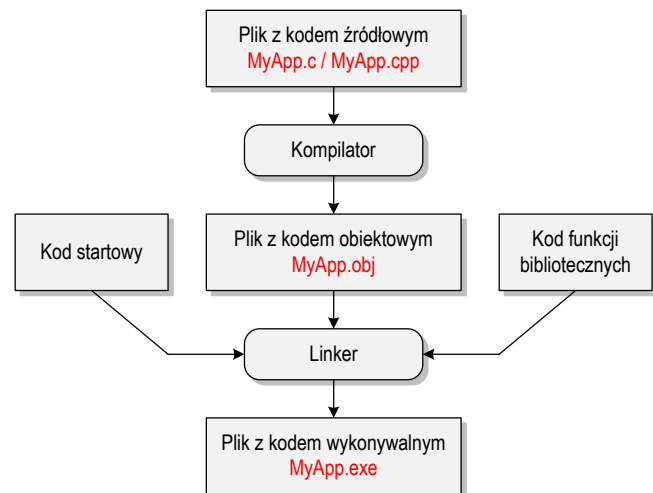 Plik z kodem źródłowym
MyApp.c / MyApp.cpp
Kompilator
Kod startowy
Plik z kodem obiektowym
MyApp.obj
Kod funkcji
bibliotecznych
Linker
Plik z kodem wykonywalnym
MyApp.exe